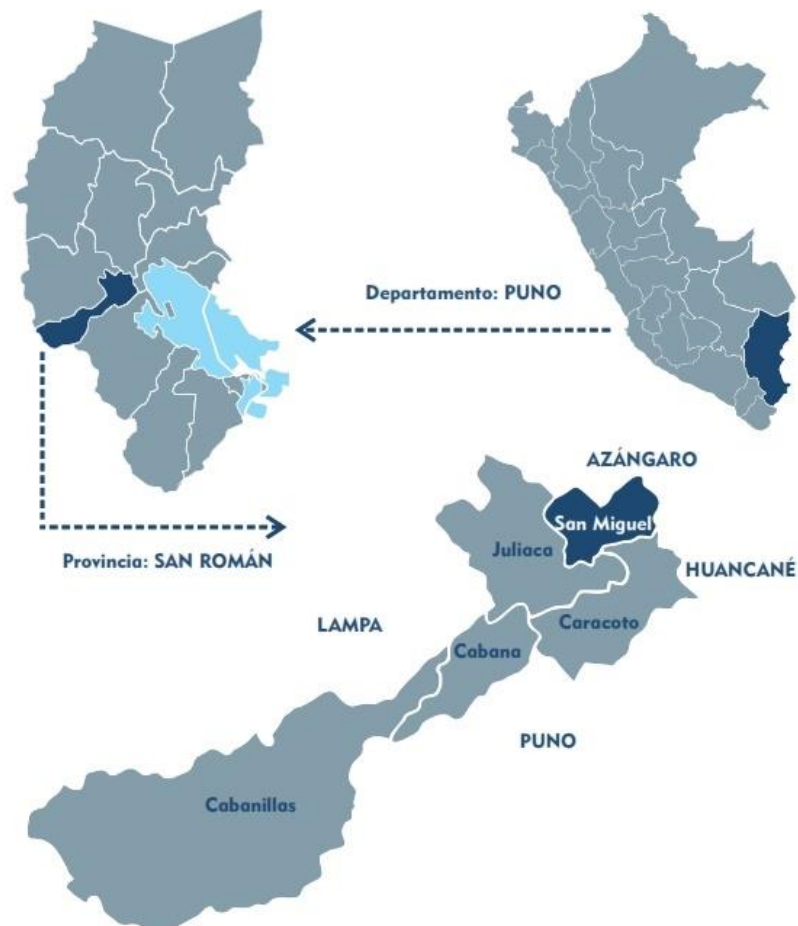 Departamento: PUNO
AZÁNGARO
San Miguel
Juliaca
Provincia: SAN ROMÁN
HUANCANÉ
LAMPA
Caracoto
Cabana
PUNO
Cabanillas